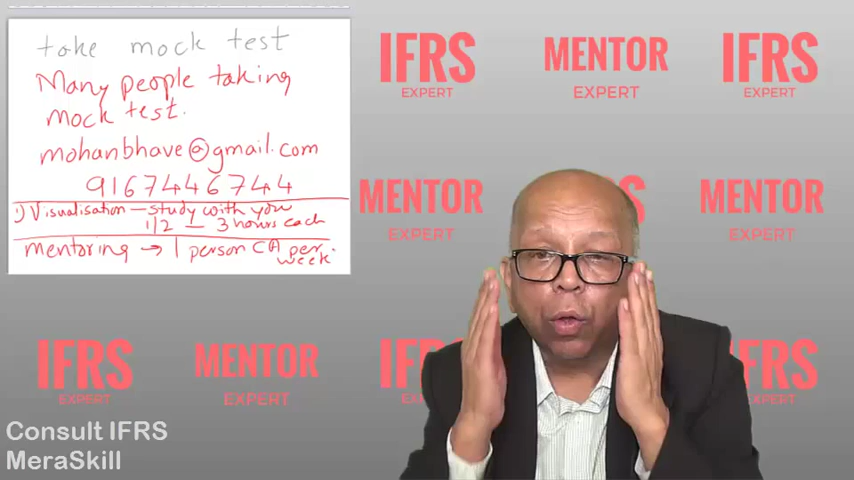 take mock test
Many people taking
mock test.
mohanbhave@gmail.com
9167446744
1) Visualisation — study with you
1/2 — 3 hours each
mentoring → 1 person CA per
week.
IFRS
EXPERT
MENTOR
EXPERT
IFRS
EXPERT
MENTOR
EXPERT
MENTOR
EXPERT
IFRS
EXPERT
MENTOR
EXPERT
IFRS
EXPERT
Consult IFRS
MeraSkill